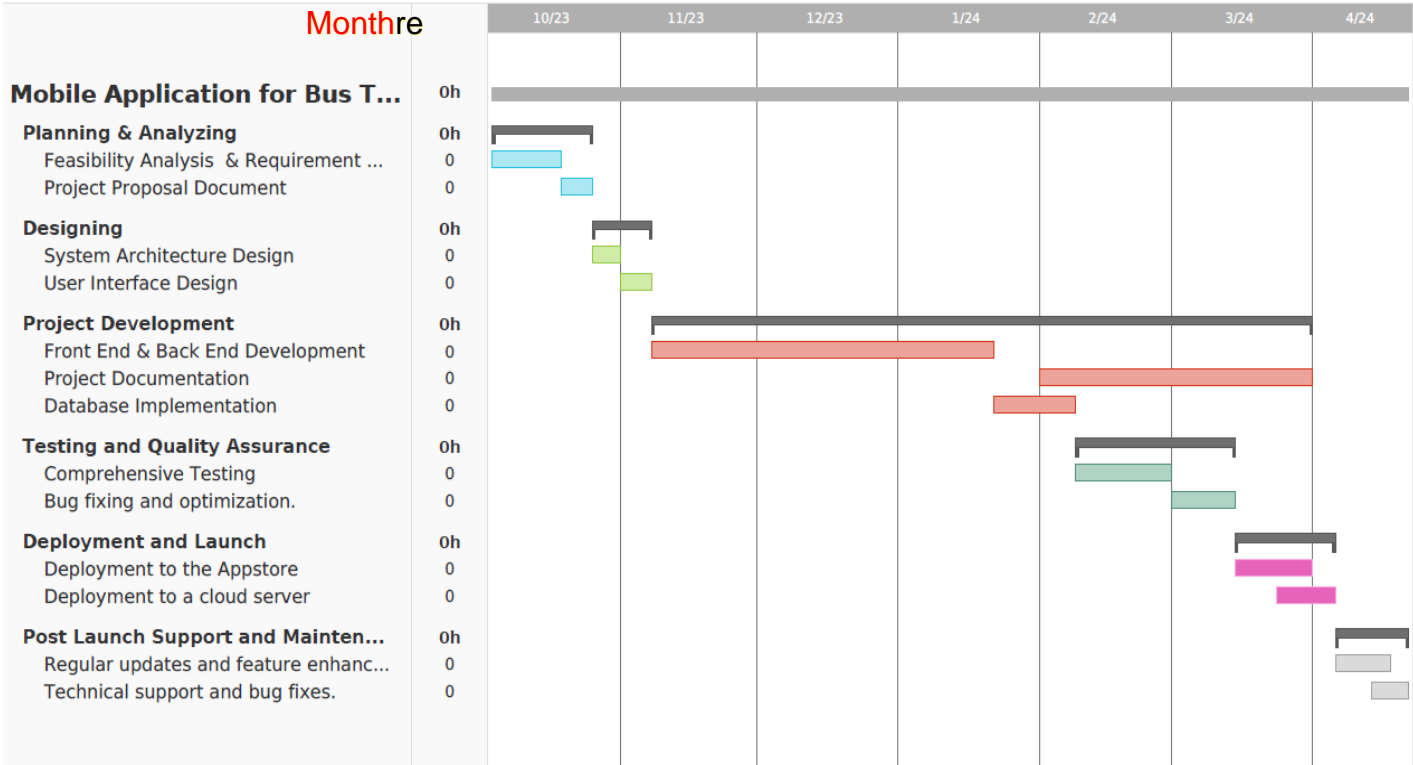 Monthre 10/23 11/23 12/23 1/24 2/24 3/24 4/24
Mobile Application for Bus T... 0h
Planning & Analyzing 0h
Feasibility Analysis & Requirement ... 0
Project Proposal Document 0
Designing 0h
System Architecture Design 0
User Interface Design 0
Project Development 0h
Front End & Back End Development 0
Project Documentation 0
Database Implementation 0
Testing and Quality Assurance 0h
Comprehensive Testing 0
Bug fixing and optimization. 0
Deployment and Launch 0h
Deployment to the Appstore 0
Deployment to a cloud server 0
Post Launch Support and Mainten... 0h
Regular updates and feature enhanc... 0
Technical support and bug fixes. 0